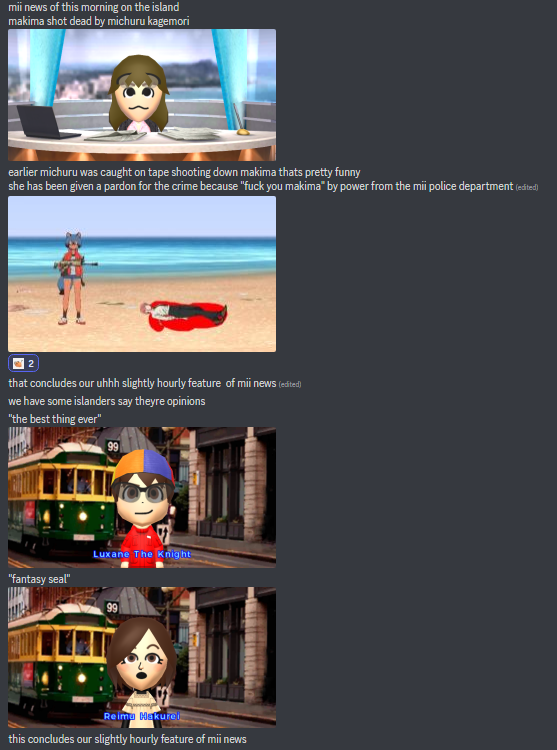 mii news of this morning on the island
makima shot dead by michuru kagemori
earlier michuru was caught on tape shooting down makima thats pretty funny
she has been given a pardon for the crime because "fuck you makima" by power from the mii police department (edited)
2
that concludes our uhhh slightly hourly feature of mii news (edited)
we have some islanders say theyre opinions
"the best thing ever"
99
Luxane The Knight
"fantasy seal"
99
Reimu Hakurei
this concludes our slightly hourly feature of mii news